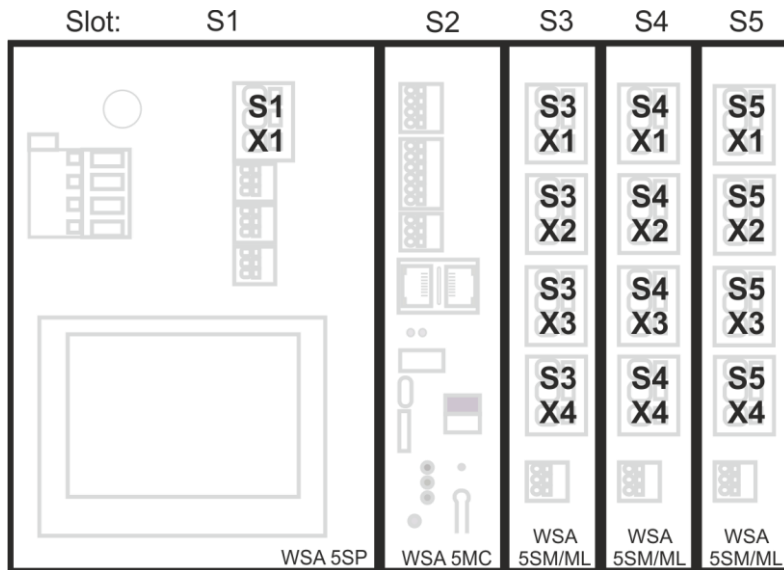 Slot: S1 S2 S3 S4 S5
S1 S3 S4 S5
X1 X1 X1 X1
S3 S4 S5
X2 X2 X2
S3 S4 S5
X3 X3 X3
S3 S4 S5
X4 X4 X4
WSA WSA WSA
WSA 5SP WSA 5MC 5SM/ML 5SM/ML 5SM/ML